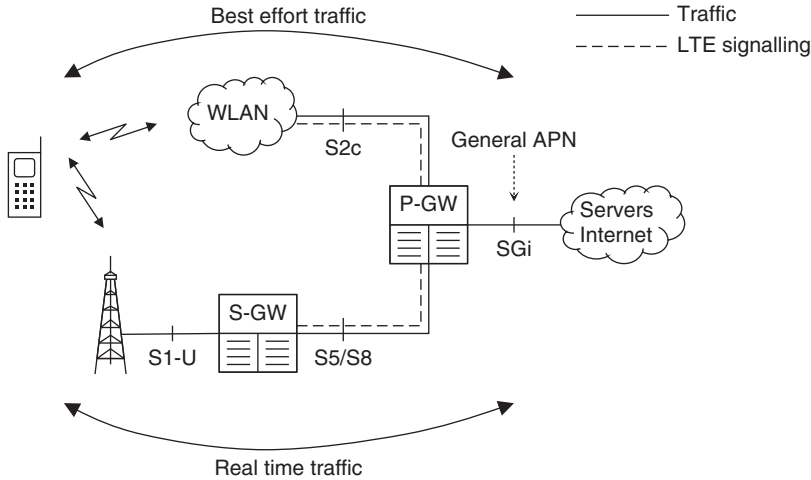 Best effort traffic
Traffic
LTE signalling
WLAN
S2c
General APN
P-GW
Servers
Internet
SGi
S-GW
S1-U
S5/S8
Real time traffic